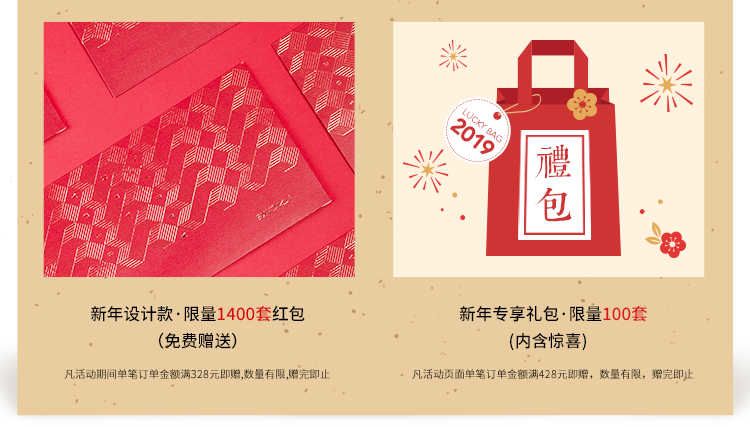 LUCKY BAG
2019
禮
包
新年设计款·限量1400套红包
（免费赠送）
凡活动期间单笔订单金额满328元即赠,数量有限,赠完即止
新年专享礼包·限量100套
(内含惊喜)
凡活动页面单笔订单金额满428元即赠，数量有限，赠完即止